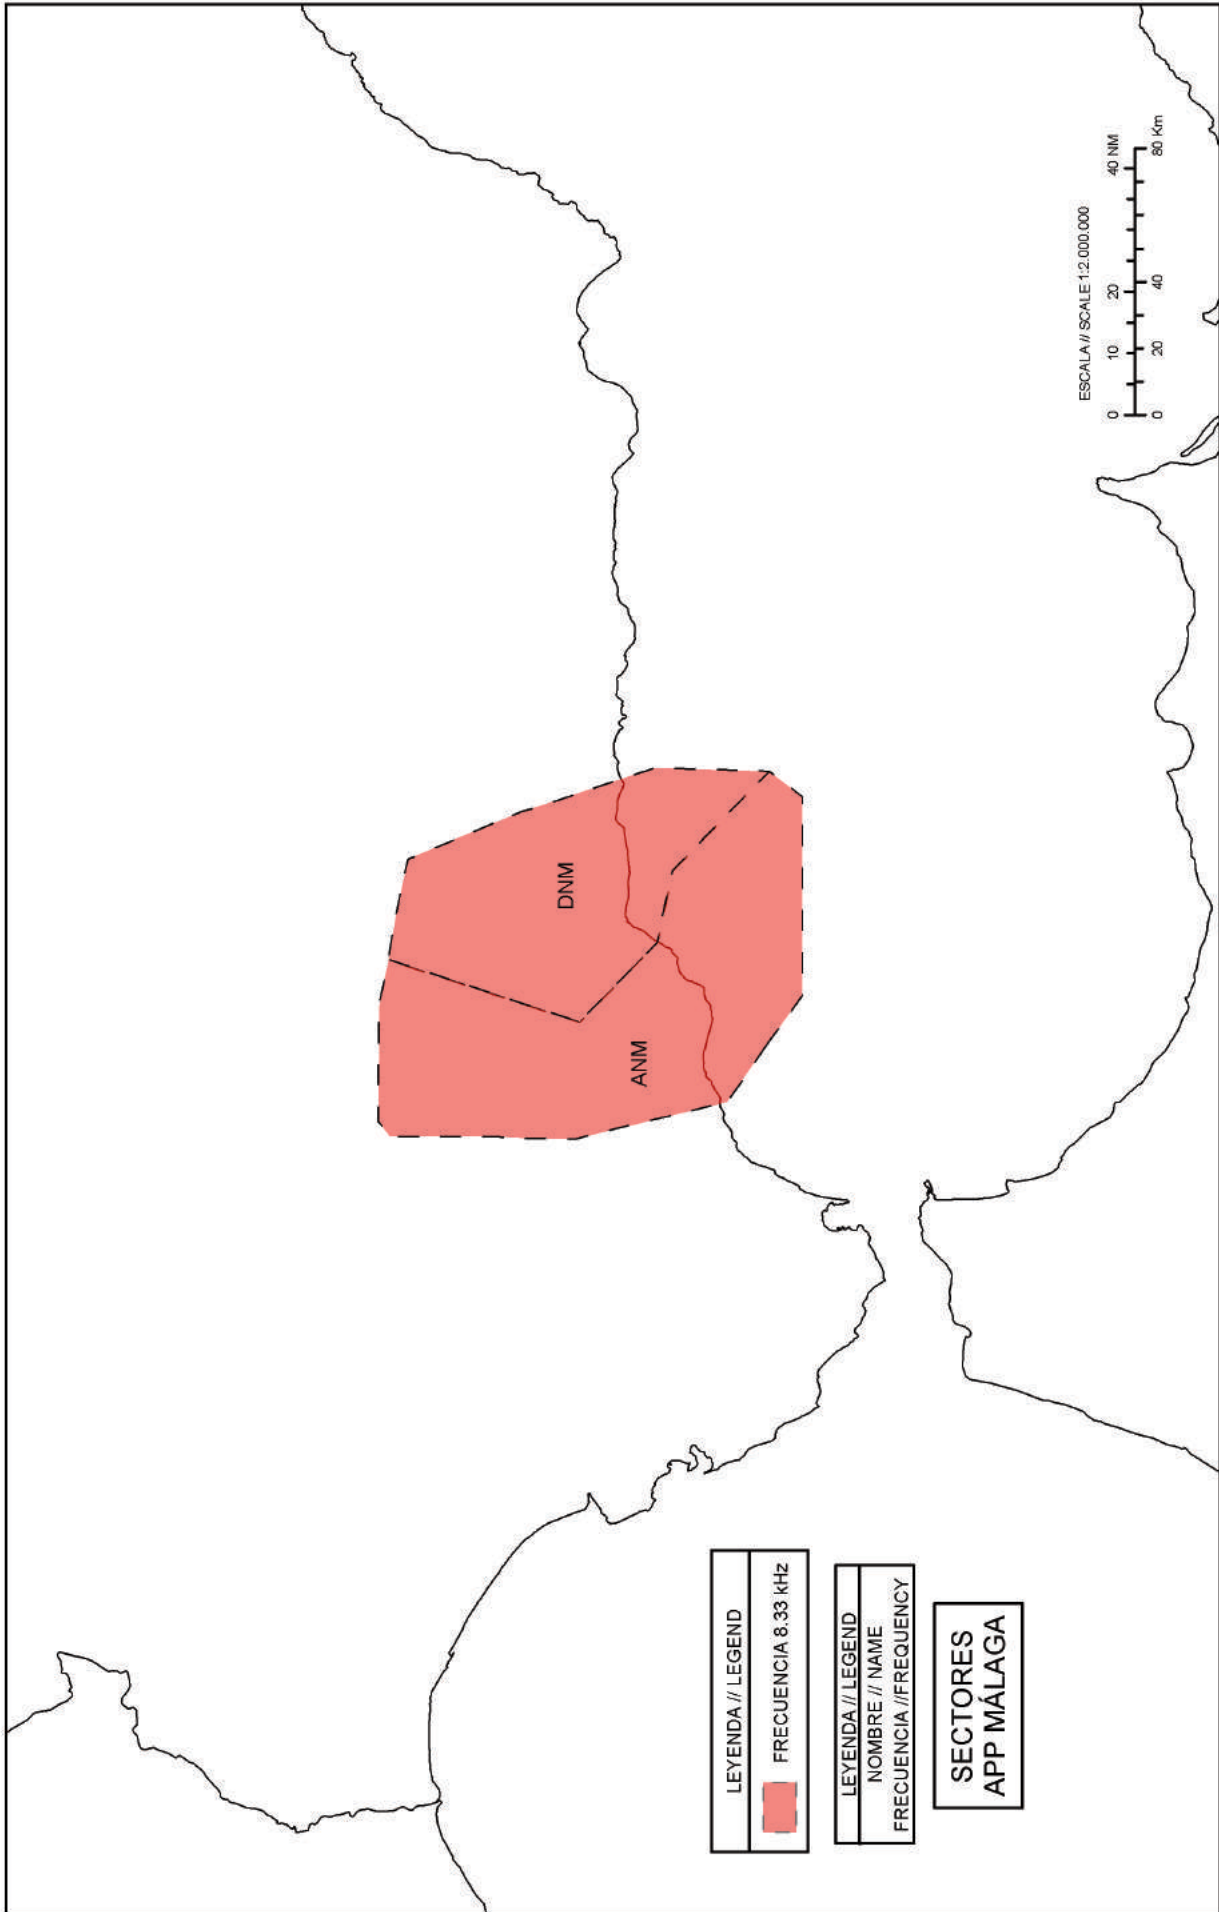 DNM
ANM
ESCALA // SCALE 1:2.000.000
0 10 20 40 NM
0 20 40 80 Km
LEYENDA // LEGEND
FRECUENCIA 8.33 kHz
LEYENDA // LEGEND
NOMBRE // NAME
FRECUENCIA //FREQUENCY
SECTORES
APP MÁLAGA